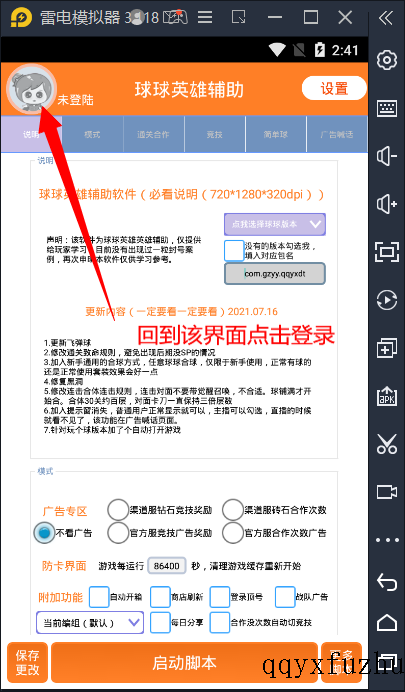 雷电模拟器 3.
18
2:41
未登陆
球球英雄辅助
设置
说明
模式
通关合作
竞技
简单球
广告喊话
说明
球球英雄辅助软件（必看说明（720*1280*320dpi））
点我选择球球版本
声明：该软件为球球英雄英雄辅助，仅提供
给玩家学习，目前没有出现过一粒封号案
例，再次申明本软件仅供学习参考。
没有的版本勾选我，
填入对应包名
com.gzyy.qqyxdt
更新内容（一定要看一定要看）2021.07.16
回到该界面点击登录
1.更新飞弹球
2.修改通关致命规则，避免出现后期没SP的情况
3.加入新手通用的合球方式，任意球球合球，仅限于新手使用，正常有球的
还是正常使用套装效果会好一点
4.修复黑洞
5.修改连击合体连击规则，连击对面不要带觉醒召唤，不合适。球铺满才开
始合。合体30关约百层，对面卡刀一直保持三倍层数
6.加入提示窗消失，普通用户正常显示就可以，主播可以勾选，直播的时候
就看不见了，该功能在广告喊话页面。
7.针对玩个球版本加了个自动打开游戏
模式
广告专区
渠道服钻石竞技奖励
渠道服砖石合作次数
不看广告
官方服竞技广告奖励
官方服合作次数广告
防卡界面
游戏每运行
86400
秒，清理游戏缓存重新开始
附加功能
自动开箱
商店刷新
登录顶号
战队广告
当前编组（默认）
每日分享
合作没次数自动切竞技
保存
更改
启动脚本
更多
qqyxfuzhu